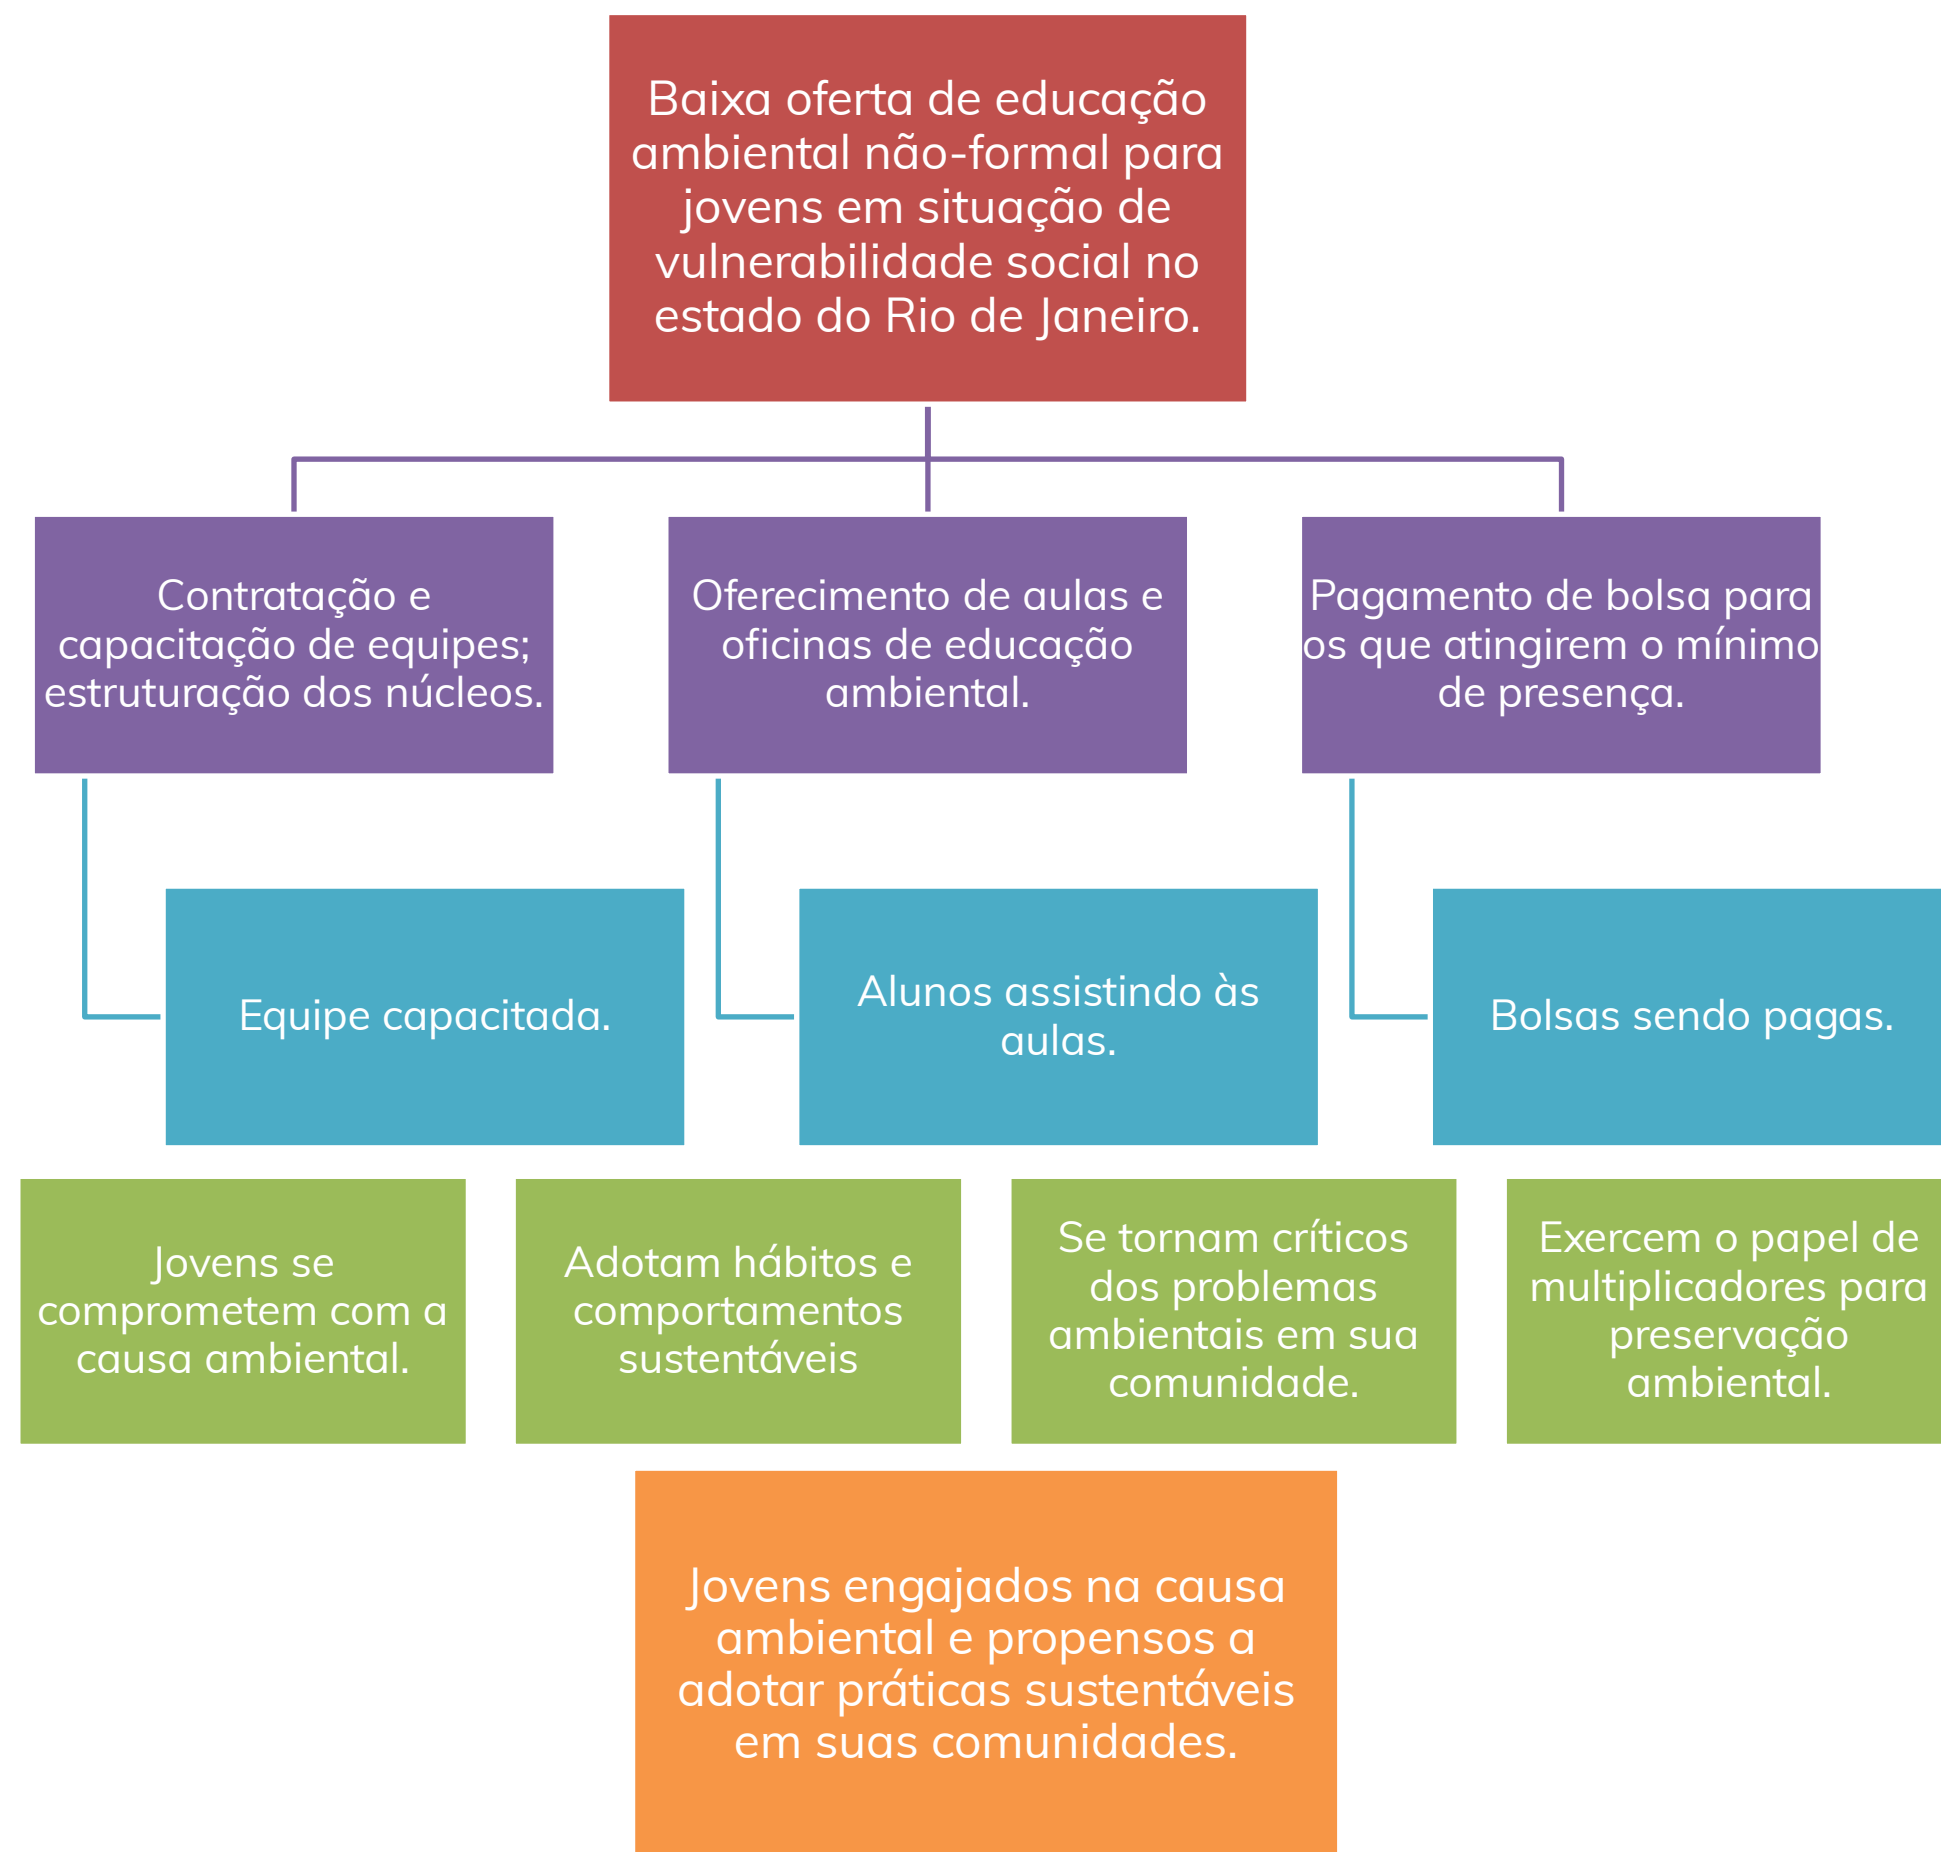 Baixa oferta de educação
ambiental não-formal para
jovens em situação de
vulnerabilidade social no
estado do Rio de Janeiro.
Contratação e
capacitação de equipes;
estruturação dos núcleos.
Oferecimento de aulas e
oficinas de educação
ambiental.
Pagamento de bolsa para
os que atingirem o mínimo
de presença.
Equipe capacitada.
Alunos assistindo às
aulas.
Bolsas sendo pagas.
Jovens se
comprometem com a
causa ambiental.
Adotam hábitos e
comportamentos
sustentáveis
Se tornam críticos
dos problemas
ambientais em sua
comunidade.
Exercem o papel de
multiplicadores para
preservação
ambiental.
Jovens engajados na causa
ambiental e propensos a
adotar práticas sustentáveis
em suas comunidades.